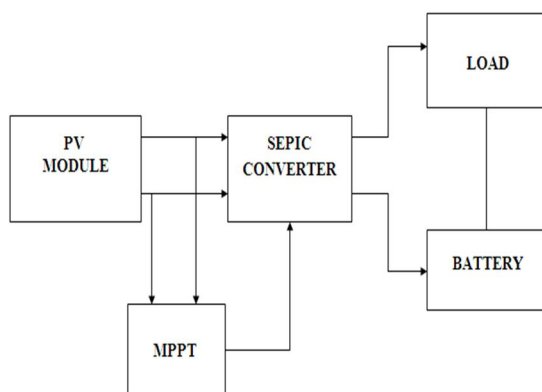 PV
MODULE
SEPIC
CONVERTER
LOAD
BATTERY
MPPT